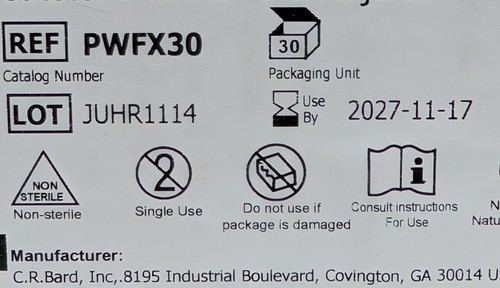 REF PWFX30
30
Catalog Number
Packaging Unit
LOT JUHR1114
Use By 2027-11-17
NON STERILE
2
i
Non-sterile
Single Use
Do not use if package is damaged
Consult instructions For Use
Manufacturer:
C.R.Bard, Inc,.8195 Industrial Boulevard, Covington, GA 30014